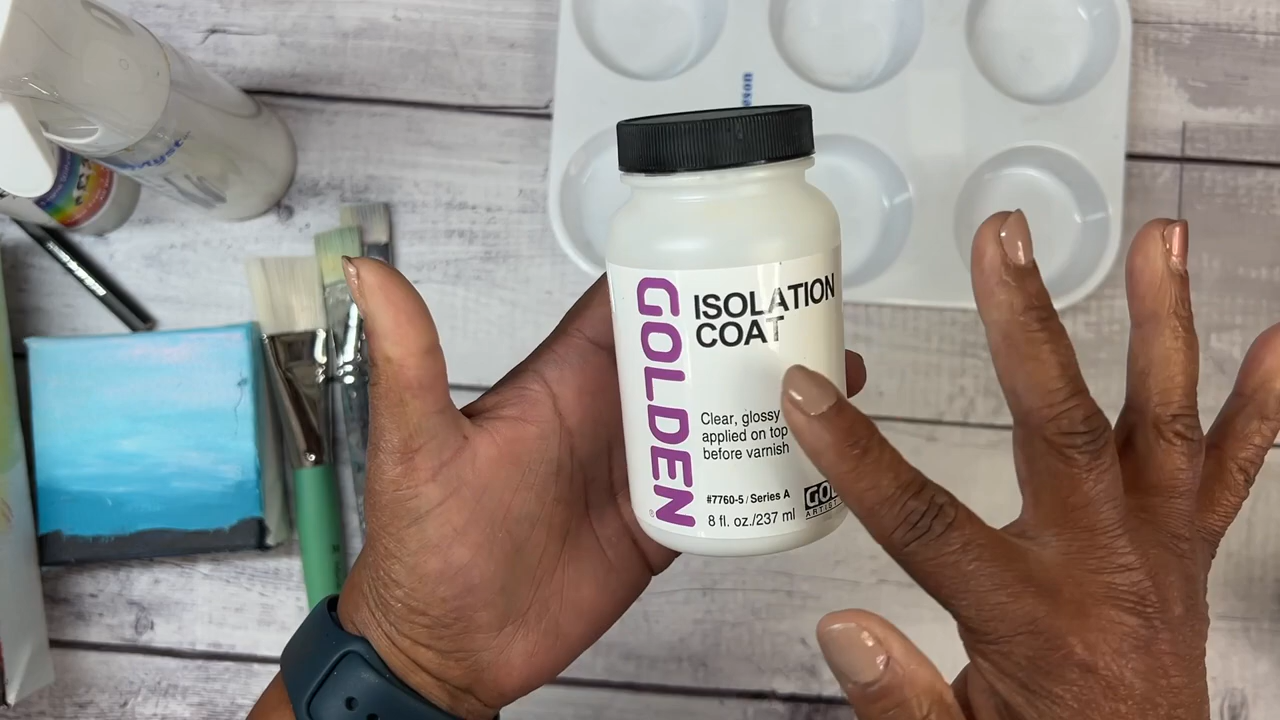 GOLDEN
ISOLATION
COAT
Clear, glossy
applied on top
before varnish
#7760-5 / Series A
8 fl. oz./237 ml